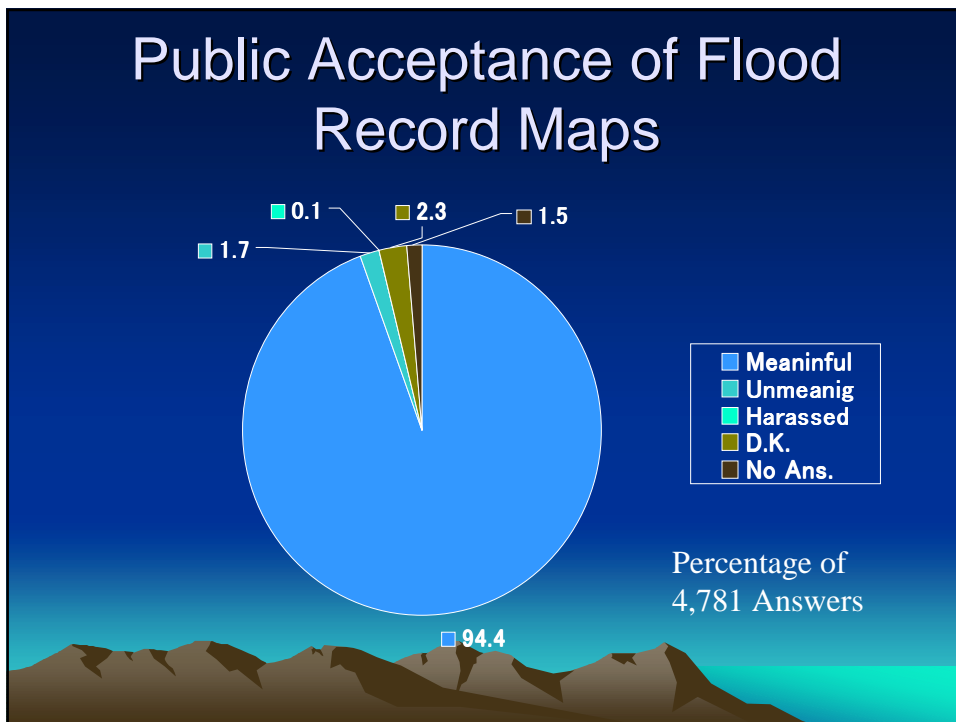 Public Acceptance of Flood
Record Maps
0.1
2.3
1.5
1.7
Meaninful
Unmeanig
Harassed
D.K.
No Ans.
Percentage of
4,781 Answers
94.4